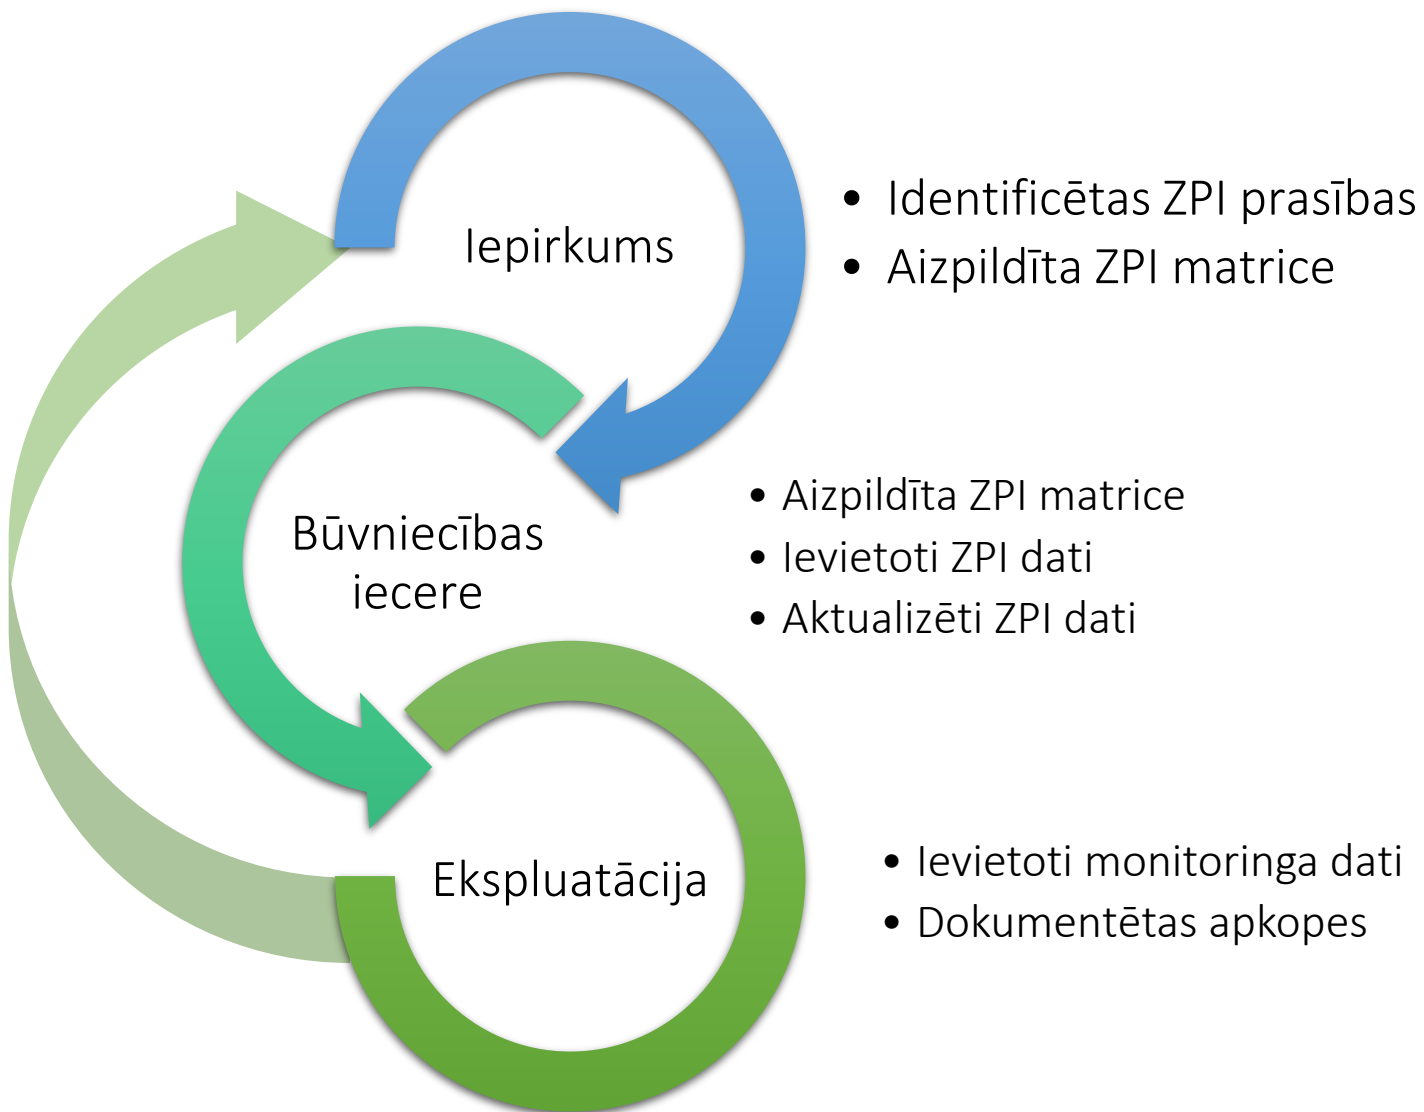 Iepirkums
• Identificētas ZPI prasības
• Aizpildīta ZPI matrice
Būvniecības
iecere
• Aizpildīta ZPI matrice
• Ievietoti ZPI dati
• Aktualizēti ZPI dati
Ekspluatācija
• Ievietoti monitoringa dati
• Dokumentētas apkopes